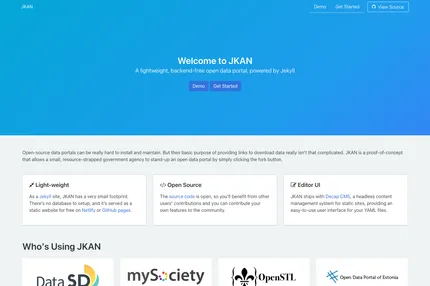 JKAN
Demo
Get Started
View Source
Welcome to JKAN
A lightweight, backend-free open data portal, powered by Jekyll
Demo
Get Started
Open-source data portals can be really hard to install and maintain. But their basic purpose of providing links to download data really isn't that complicated. JKAN is a proof-of-concept
that allows a small, resource-strapped government agency to stand-up an open data portal by simply clicking the fork button.
Light-weight
As a Jekyll site, JKAN has a very small footprint.
There's no database to setup, and it's served as a
static website for free on Netlify or GitHub pages.
Open Source
The source code is open, so you'll benefit from other
users' contributions and you can contribute your
own features to the community.
Editor UI
JKAN ships with Decap CMS, a headless content
management system for static sites, providing an
easy-to-use user interface for your YAML files.
Who's Using JKAN
Data SD
mySociety
OpenSTL
Open Data Portal of Estonia